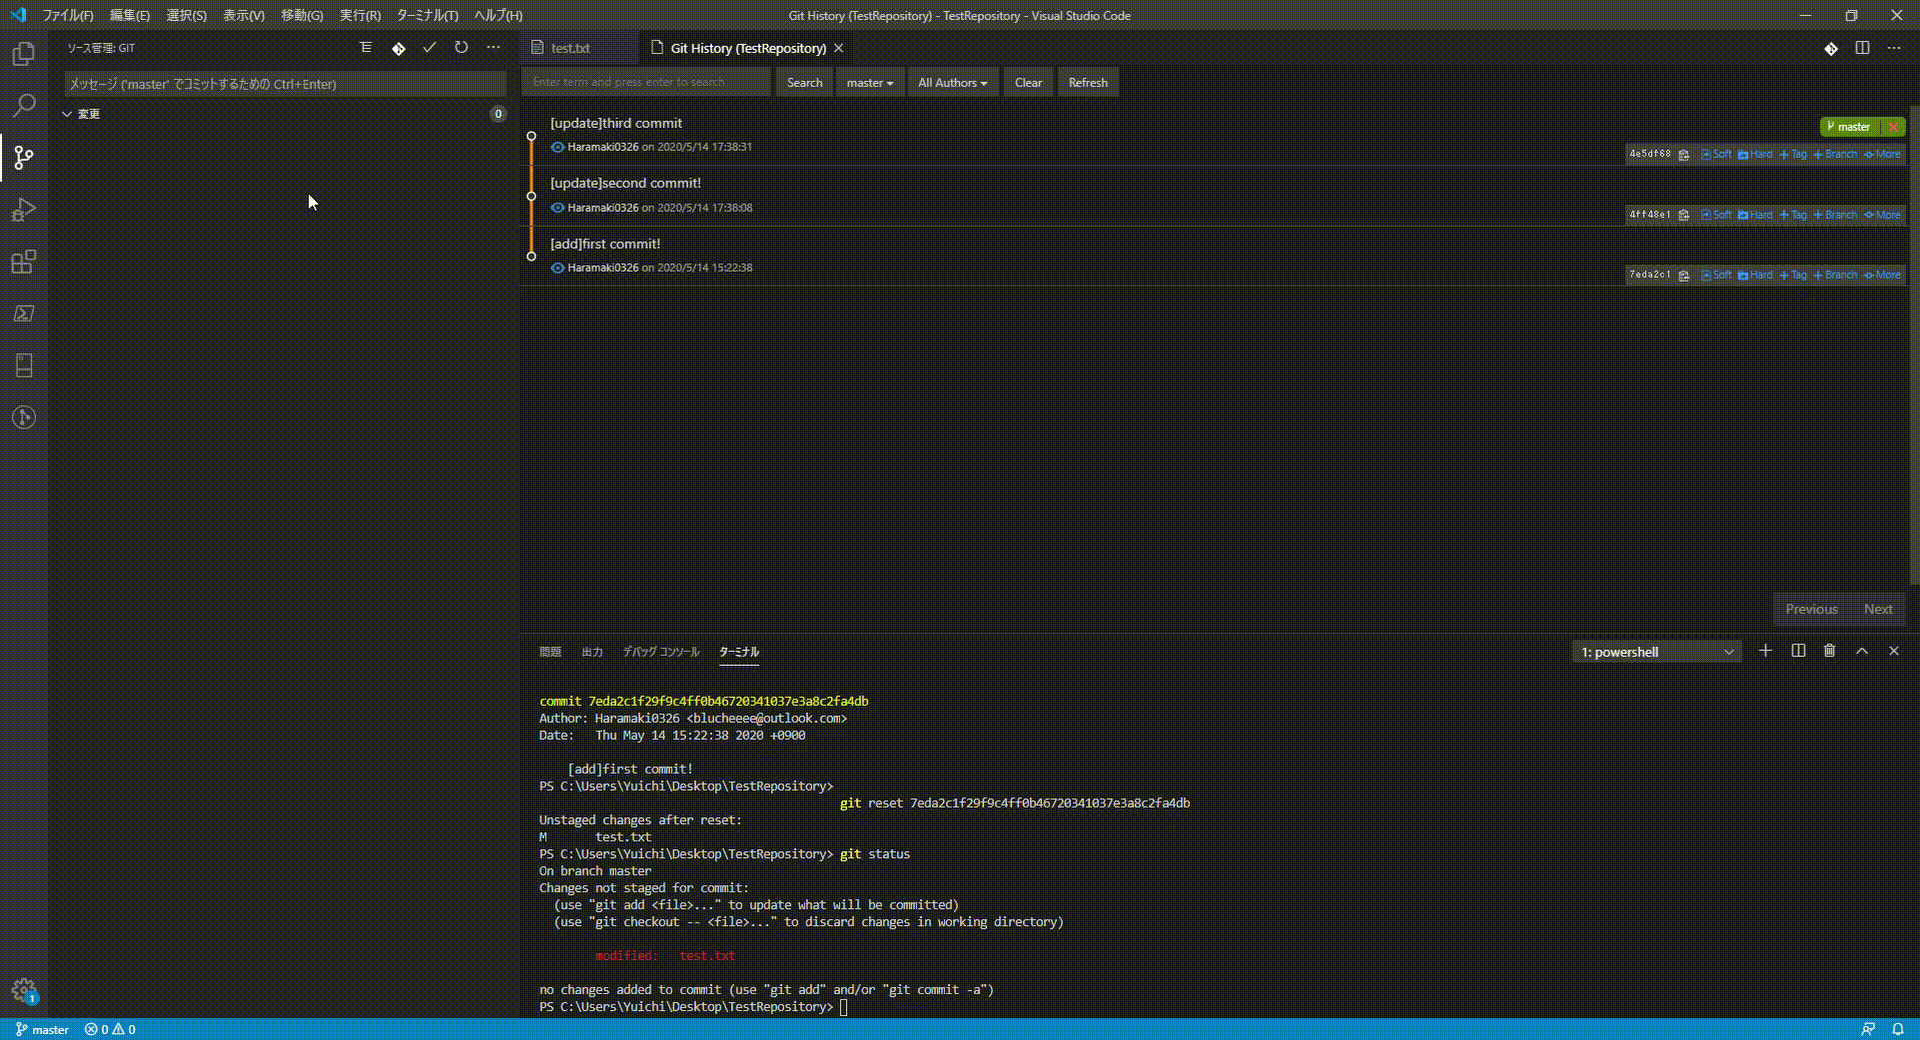 ファイル(F) 編集(E) 選択(S) 表示(V) 移動(G) 実行(R) ターミナル(T) ヘルプ(H)
Git History (TestRepository) - TestRepository - Visual Studio Code
ソース管理: GIT
メッセージ ('master' でコミットするための Ctrl+Enter)
変更
0
test.txt
Git History (TestRepository)
Enter term and press enter to search
Search
master
All Authors
Clear
Refresh
[update]third commit
master
Haramaki0326 on 2020/5/14 17:38:31
4e5df68 Soft Hard Tag Branch More
[update]second commit!
Haramaki0326 on 2020/5/14 17:38:08
4ff48e1 Soft Hard Tag Branch More
[add]first commit!
Haramaki0326 on 2020/5/14 15:22:38
7eda2c1 Soft Hard Tag Branch More
Previous Next
問題 出力 デバッグ コンソール ターミナル
1: powershell
commit 7eda2c1f29f9c4ff0b46720341037e3a8c2fa4db
Author: Haramaki0326 <blucheeee@outlook.com>
Date: Thu May 14 15:22:38 2020 +0900
[add]first commit!
PS C:\Users\Yuichi\Desktop\TestRepository>
git reset 7eda2c1f29f9c4ff0b46720341037e3a8c2fa4db
Unstaged changes after reset:
M test.txt
PS C:\Users\Yuichi\Desktop\TestRepository> git status
On branch master
Changes not staged for commit:
(use "git add <file>..." to update what will be committed)
(use "git checkout -- <file>..." to discard changes in working directory)
modified: test.txt
no changes added to commit (use "git add" and/or "git commit -a")
PS C:\Users\Yuichi\Desktop\TestRepository>
1
master 0 0